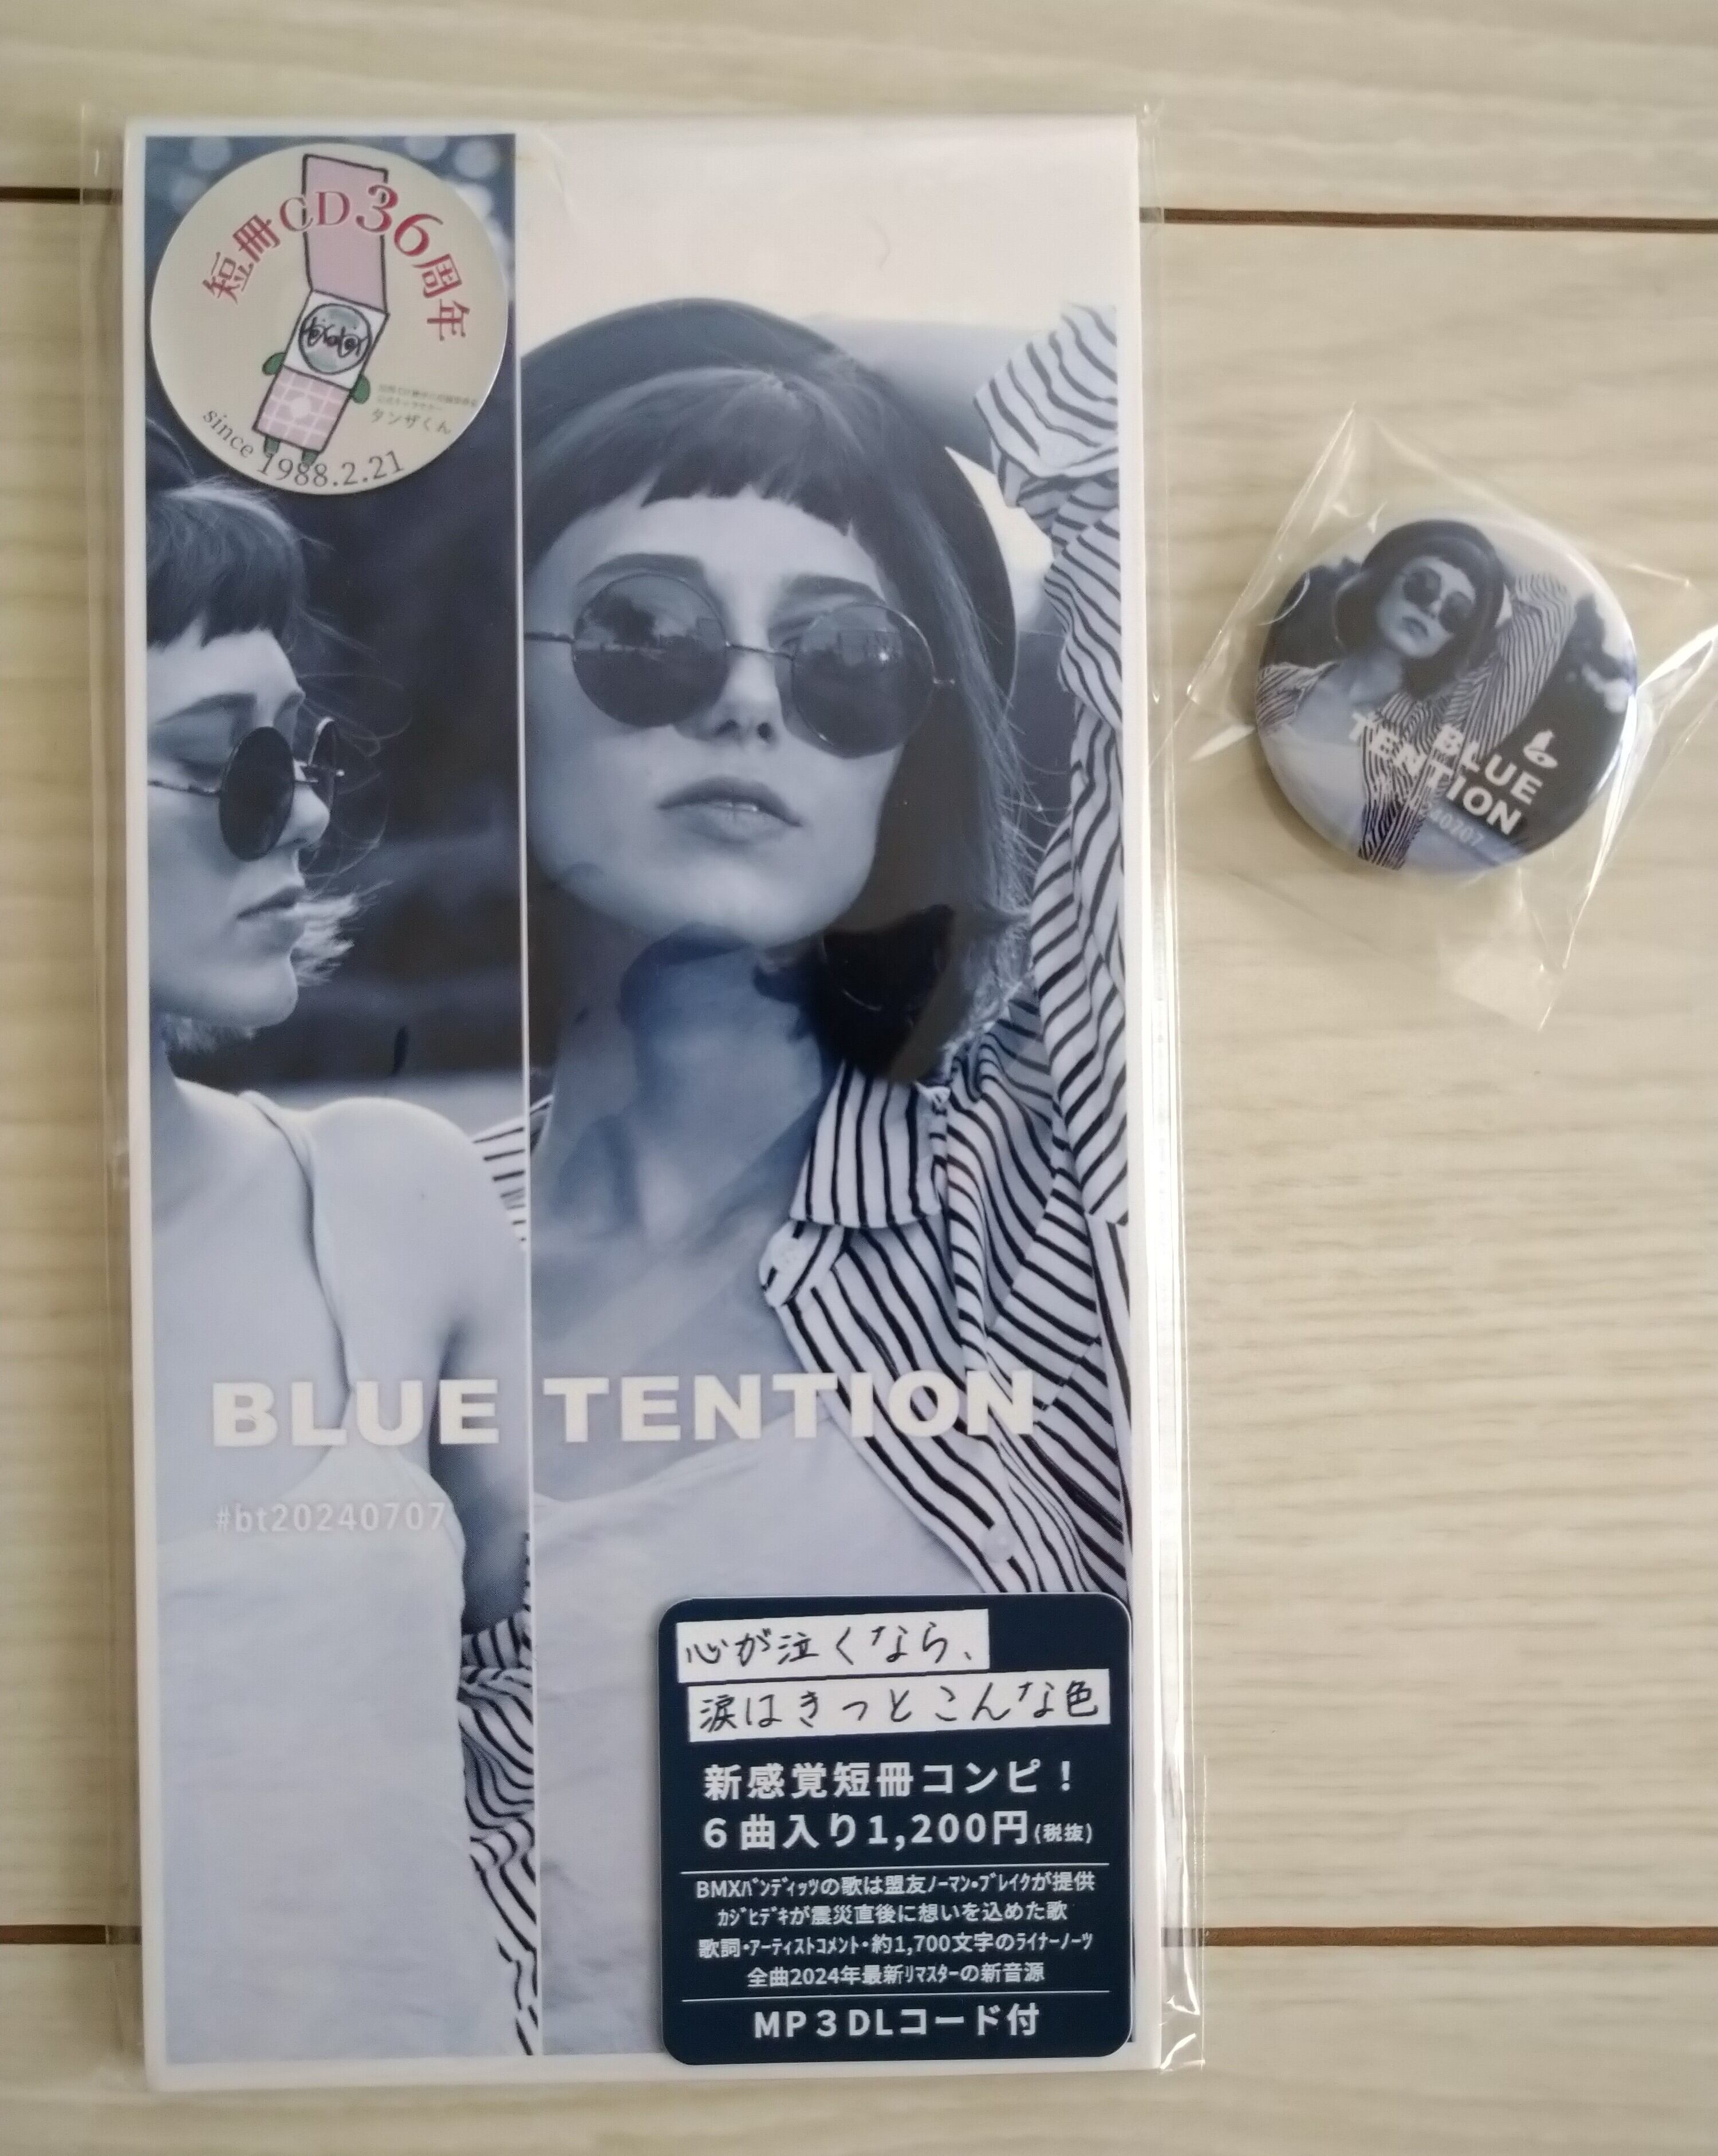 短冊CD36周年
タンザくん
since 1988.2.21
BLUE TENTION
#bt20240707
心が泣くなら、
涙はきっとこんな色
新感覚短冊コンピ！
6曲入り1,200円(税抜)
BMXﾊﾞﾝﾃﾞｨｯﾂの歌は盟友ﾉｰﾏﾝ・ﾌﾞﾚｲｸが提供
ｶｼﾞﾋﾃﾞｷが震災直後に想いを込めた歌
歌詞・ｱｰﾃｨｽﾄｺﾒﾝﾄ・約1,700文字のﾗｲﾅｰﾉｰﾂ
全曲2024年最新ﾘﾏｽﾀｰの新音源
MP3DLコード付
BLUE
TENTION